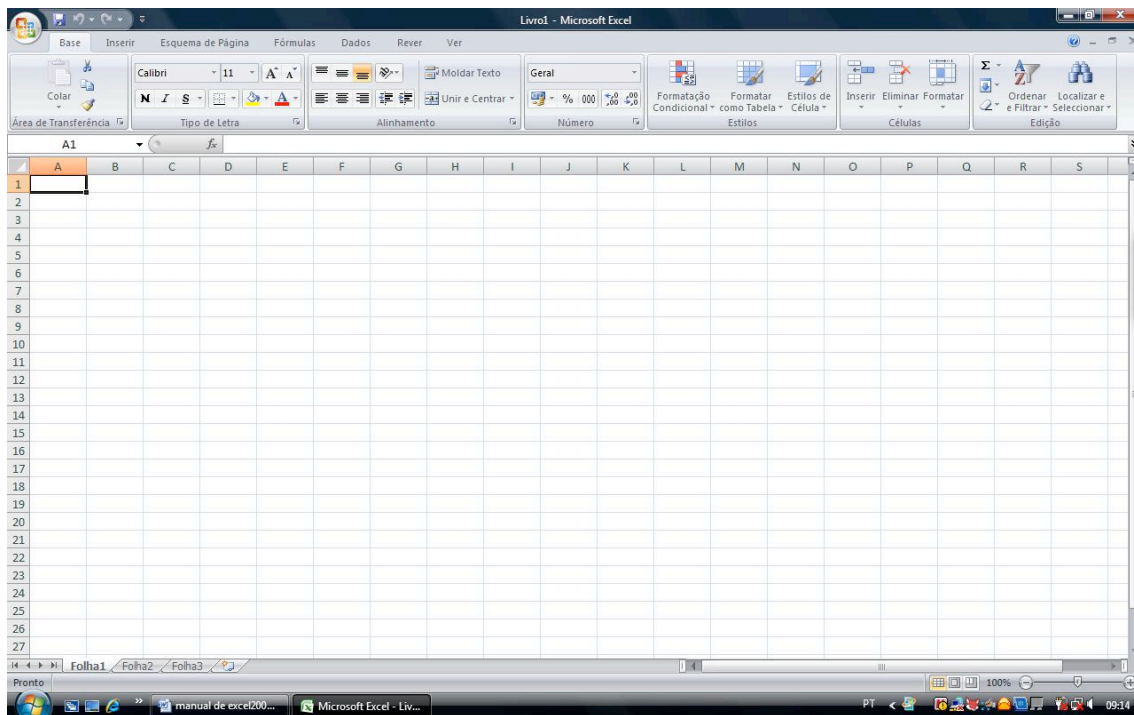 Livro1 - Microsoft Excel
Base Inserir Esquema de Página Fórmulas Dados Rever Ver
Calibri 11 A A Moldar Texto Geral
Colar N I S A Unir e Centrar % 000 ,00 ,0
Formatação Condicional Formatar como Tabela Estilos de Célula Inserir Eliminar Formatar Σ Ordenar e Filtrar Localizar e Seleccionar
Área de Transferência Tipo de Letra Alinhamento Número Estilos Células Edição
A1 fx
A B C D E F G H I J K L M N O P Q R S
1
2
3
4
5
6
7
8
9
10
11
12
13
14
15
16
17
18
19
20
21
22
23
24
25
26
27
Folha1 Folha2 Folha3
Pronto 100%
manual de excel200... Microsoft Excel - Liv... PT 09:14